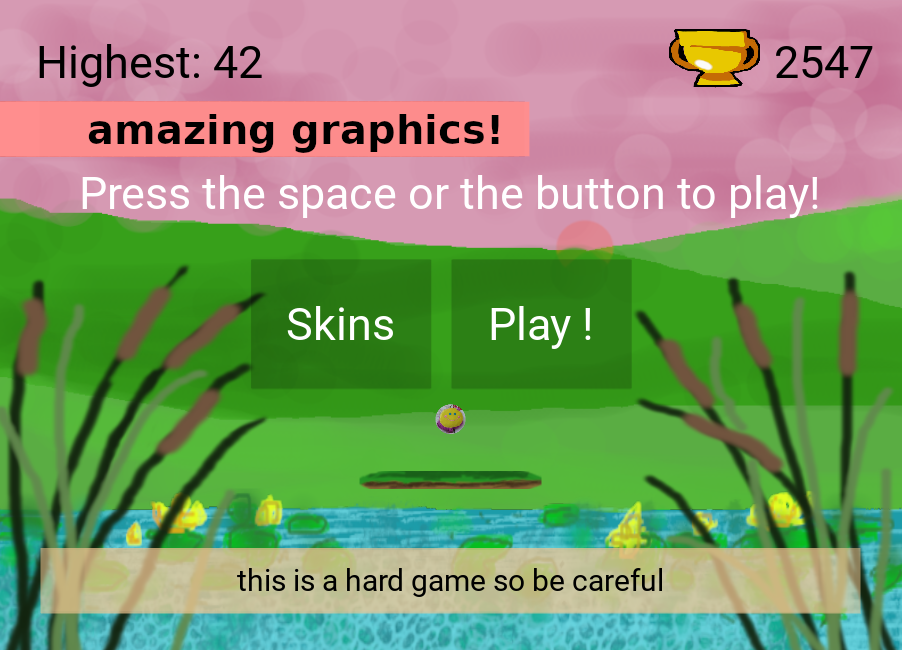 Highest: 42
2547
amazing graphics!
Press the space or the button to play!
Skins
Play !
this is a hard game so be careful